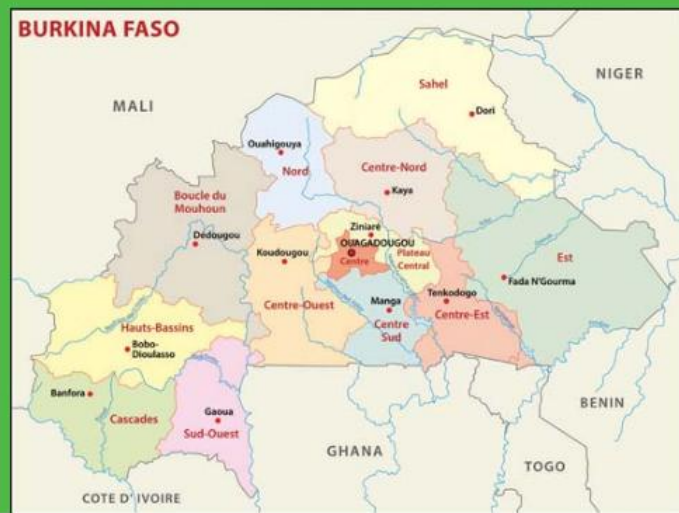 BURKINA FASO
MALI
NIGER
Sahel
Dori
Ouahigouya
Nord
Centre-Nord
Kaya
Boucle du
Mouhoun
Dédougou
Ziniaré
OUAGADOUGOU
Centre
Plateau
Central
Koudougou
Est
Fada N'Gourma
Centre-Ouest
Manga
Centre
Sud
Tenkodogo
Centre-Est
Hauts-Bassins
Bobo-
Dioulasso
Banfora
Cascades
Gaoua
Sud-Ouest
BENIN
GHANA
TOGO
COTE D' IVOIRE